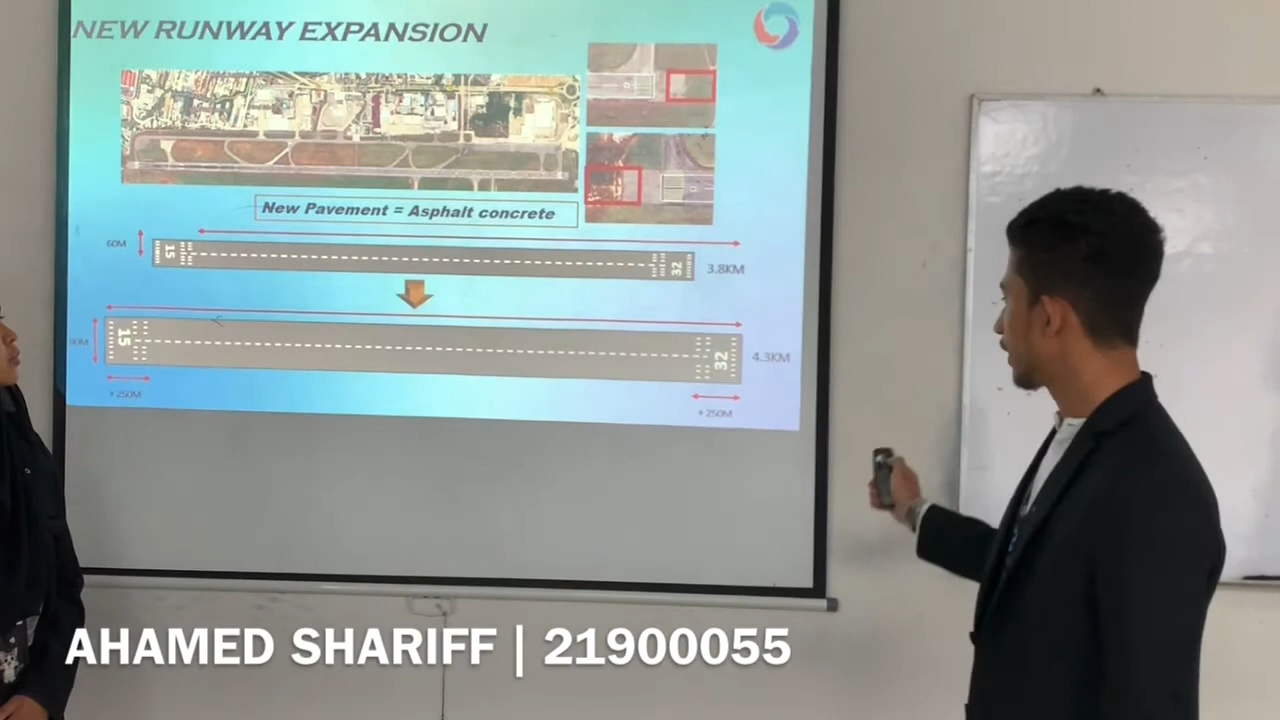 NEW RUNWAY EXPANSION
New Pavement = Asphalt concrete
60M
15
32
3.8KM
15
32
4.3KM
+ 250M
+ 250M
AHAMED SHARIFF | 21900055